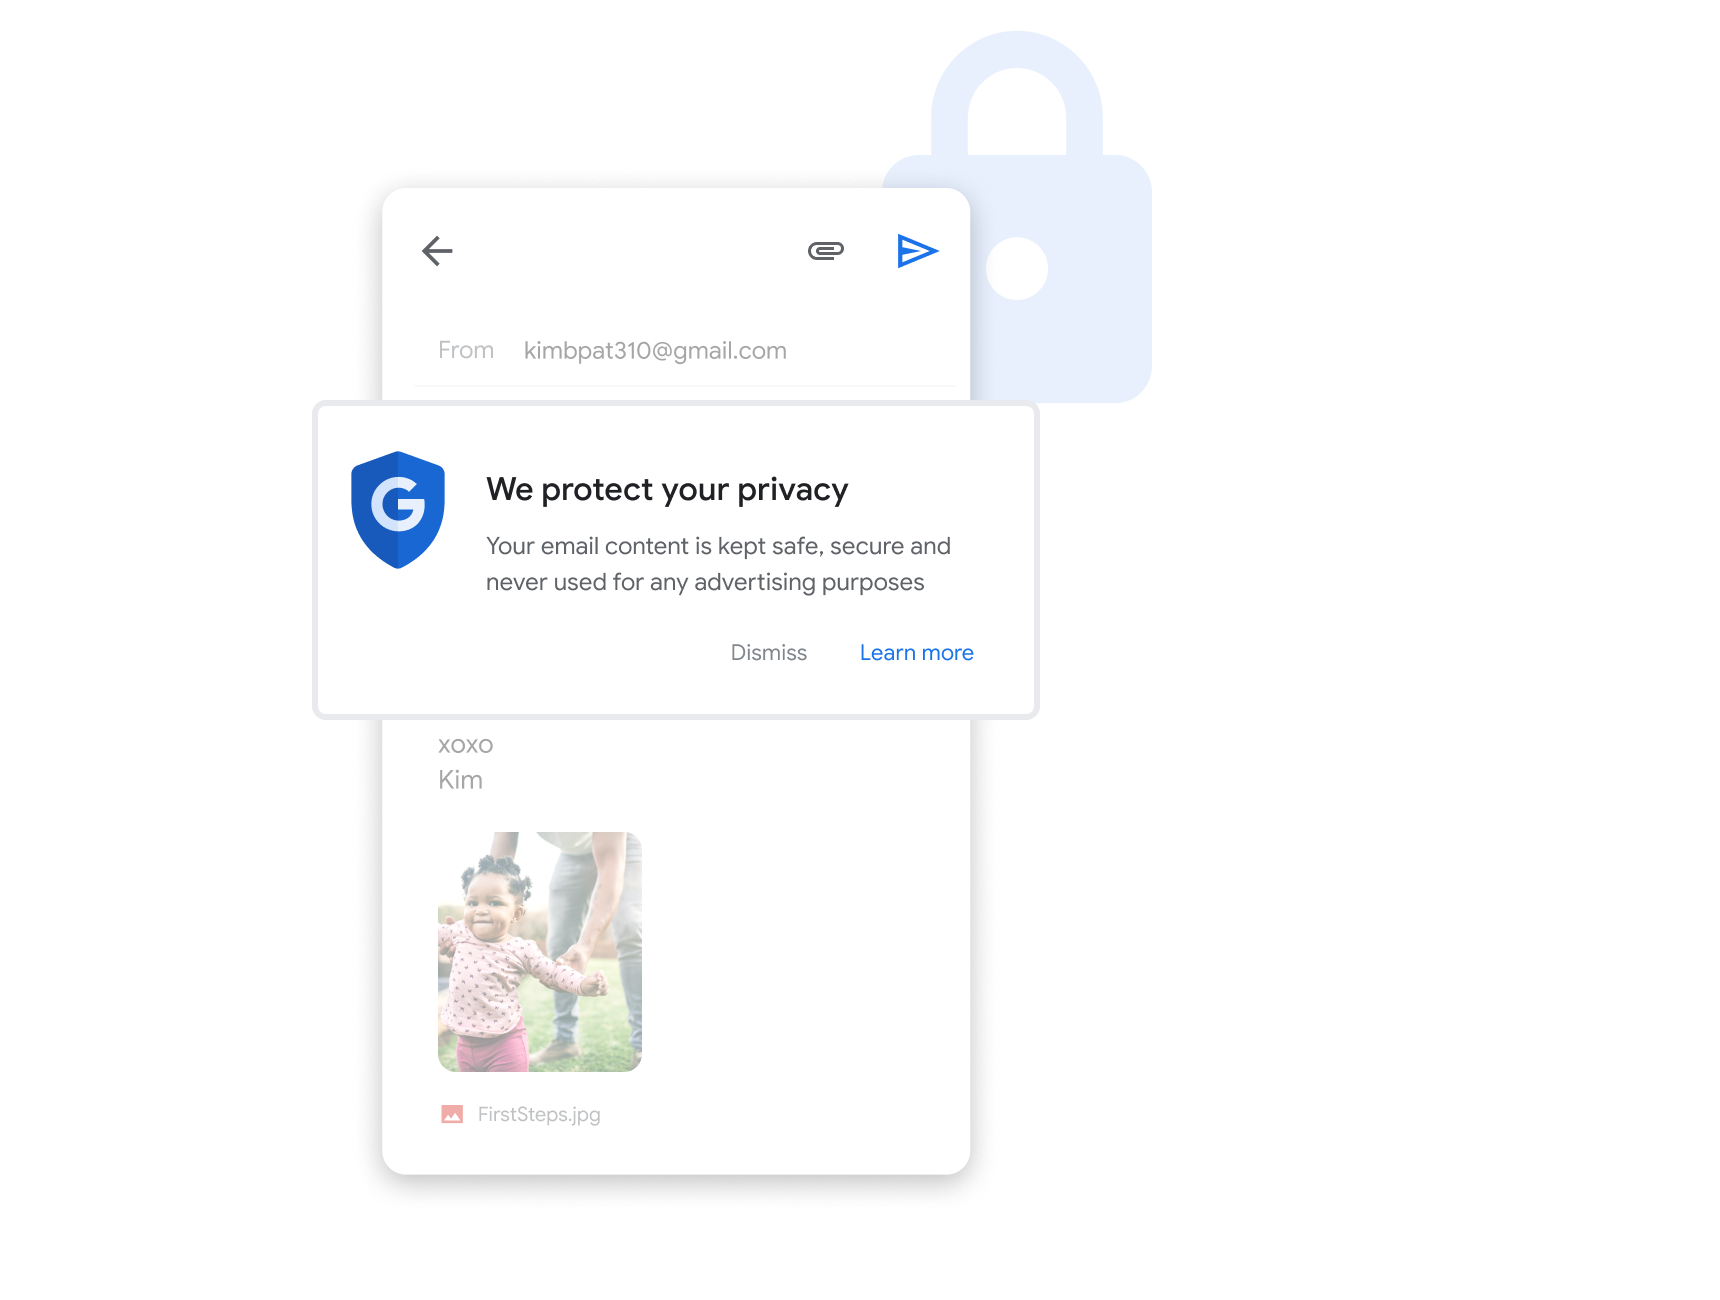 From kimbpat310@gmail.com
G
We protect your privacy
Your email content is kept safe, secure and
never used for any advertising purposes
Dismiss Learn more
xoxo
Kim
FirstSteps.jpg